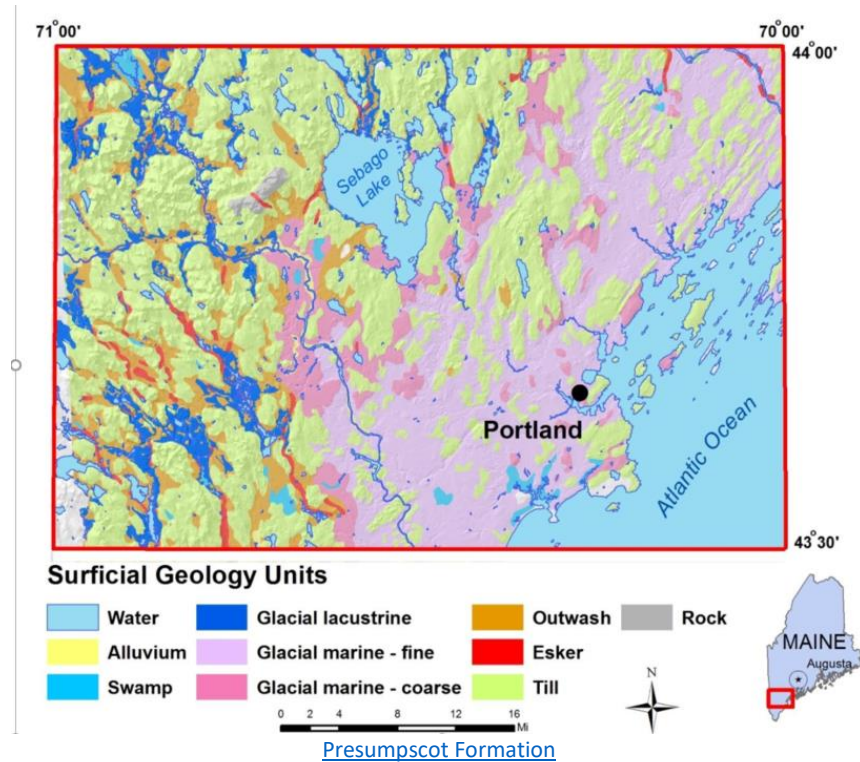 71°00'
70°00'
44°00'
Sebago
Lake
Portland
Atlantic Ocean
43°30'
Surficial Geology Units
Water
Glacial lacustrine
Outwash
Rock
Alluvium
Glacial marine - fine
Esker
Swamp
Glacial marine - coarse
Till
MAINE
Augusta
N
0 2 4 8 12 16
Mi
Presumpscot Formation